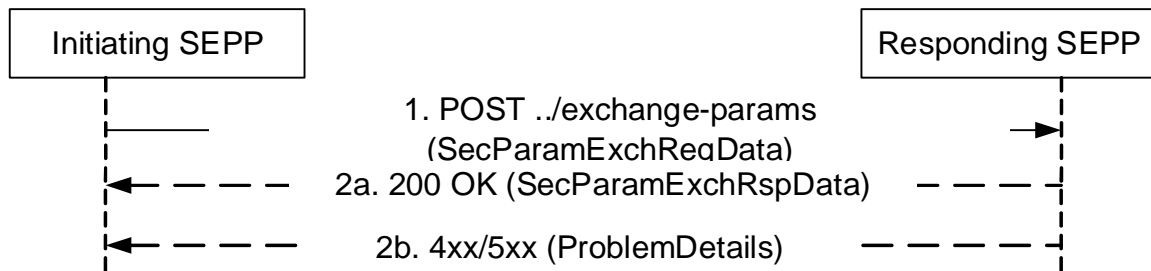 Initiating SEPP
Responding SEPP
1. POST ../exchange-params
(SecParamExchReqData)
2a. 200 OK (SecParamExchRspData)
2b. 4xx/5xx (ProblemDetails)